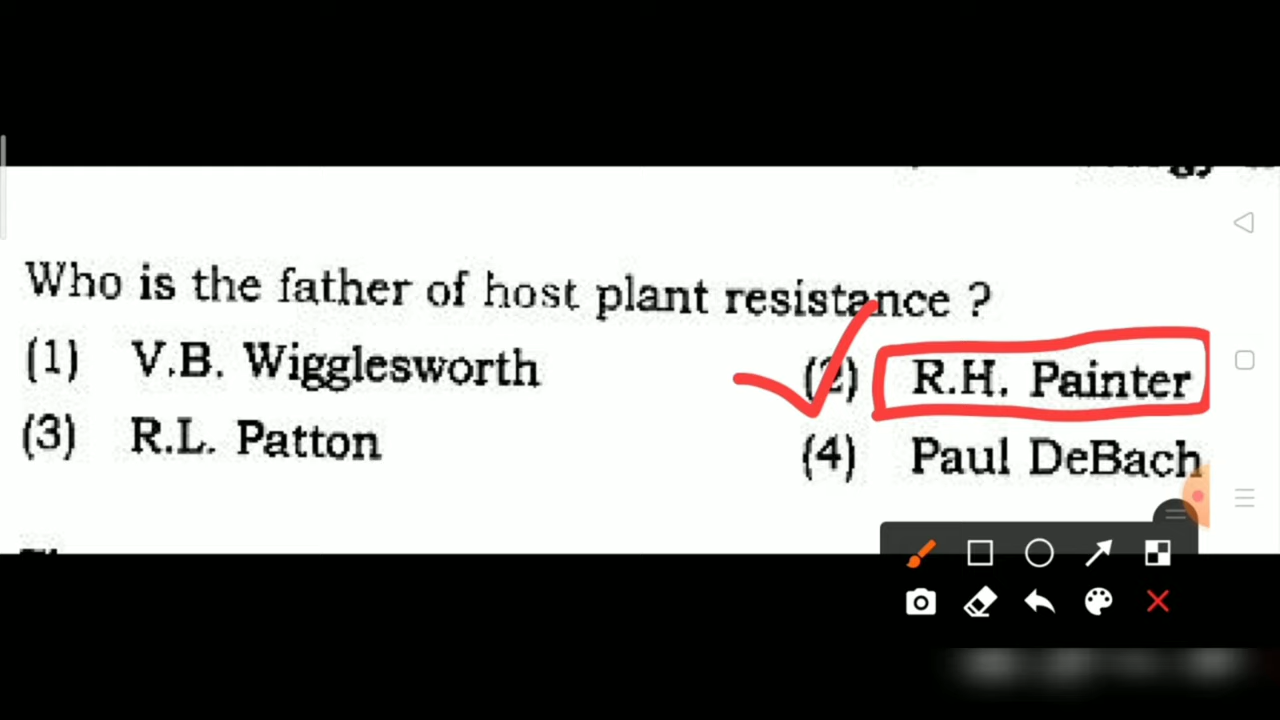 Who is the father of host plant resistance ?
(1) V.B. Wigglesworth (2) R.H. Painter
(3) R.L. Patton (4) Paul DeBach